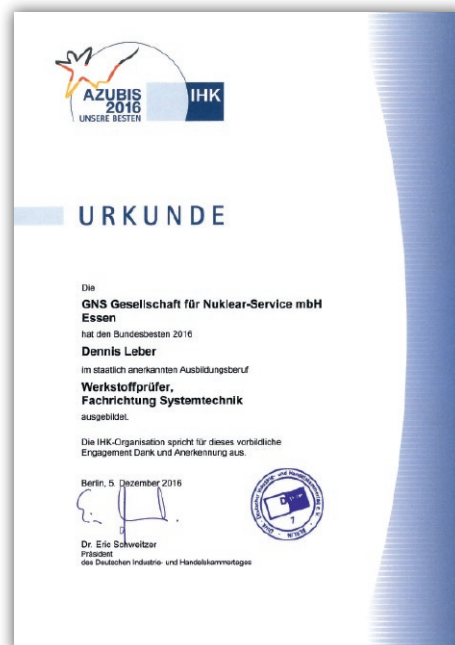 AZUBIS
2016
UNSERE BESTEN
IHK
URKUNDE
Die
GNS Gesellschaft für Nuklear-Service mbH
Essen
hat den Bundesbesten 2016
Dennis Leber
im staatlich anerkannten Ausbildungsberuf
Werkstoffprüfer,
Fachrichtung Systemtechnik
ausgebildet.
Die IHK-Organisation spricht für dieses vorbildliche
Engagement Dank und Anerkennung aus.
Berlin, 5. Dezember 2016
Dr. Eric Schweitzer
Präsident
des Deutschen Industrie- und Handelskammertages